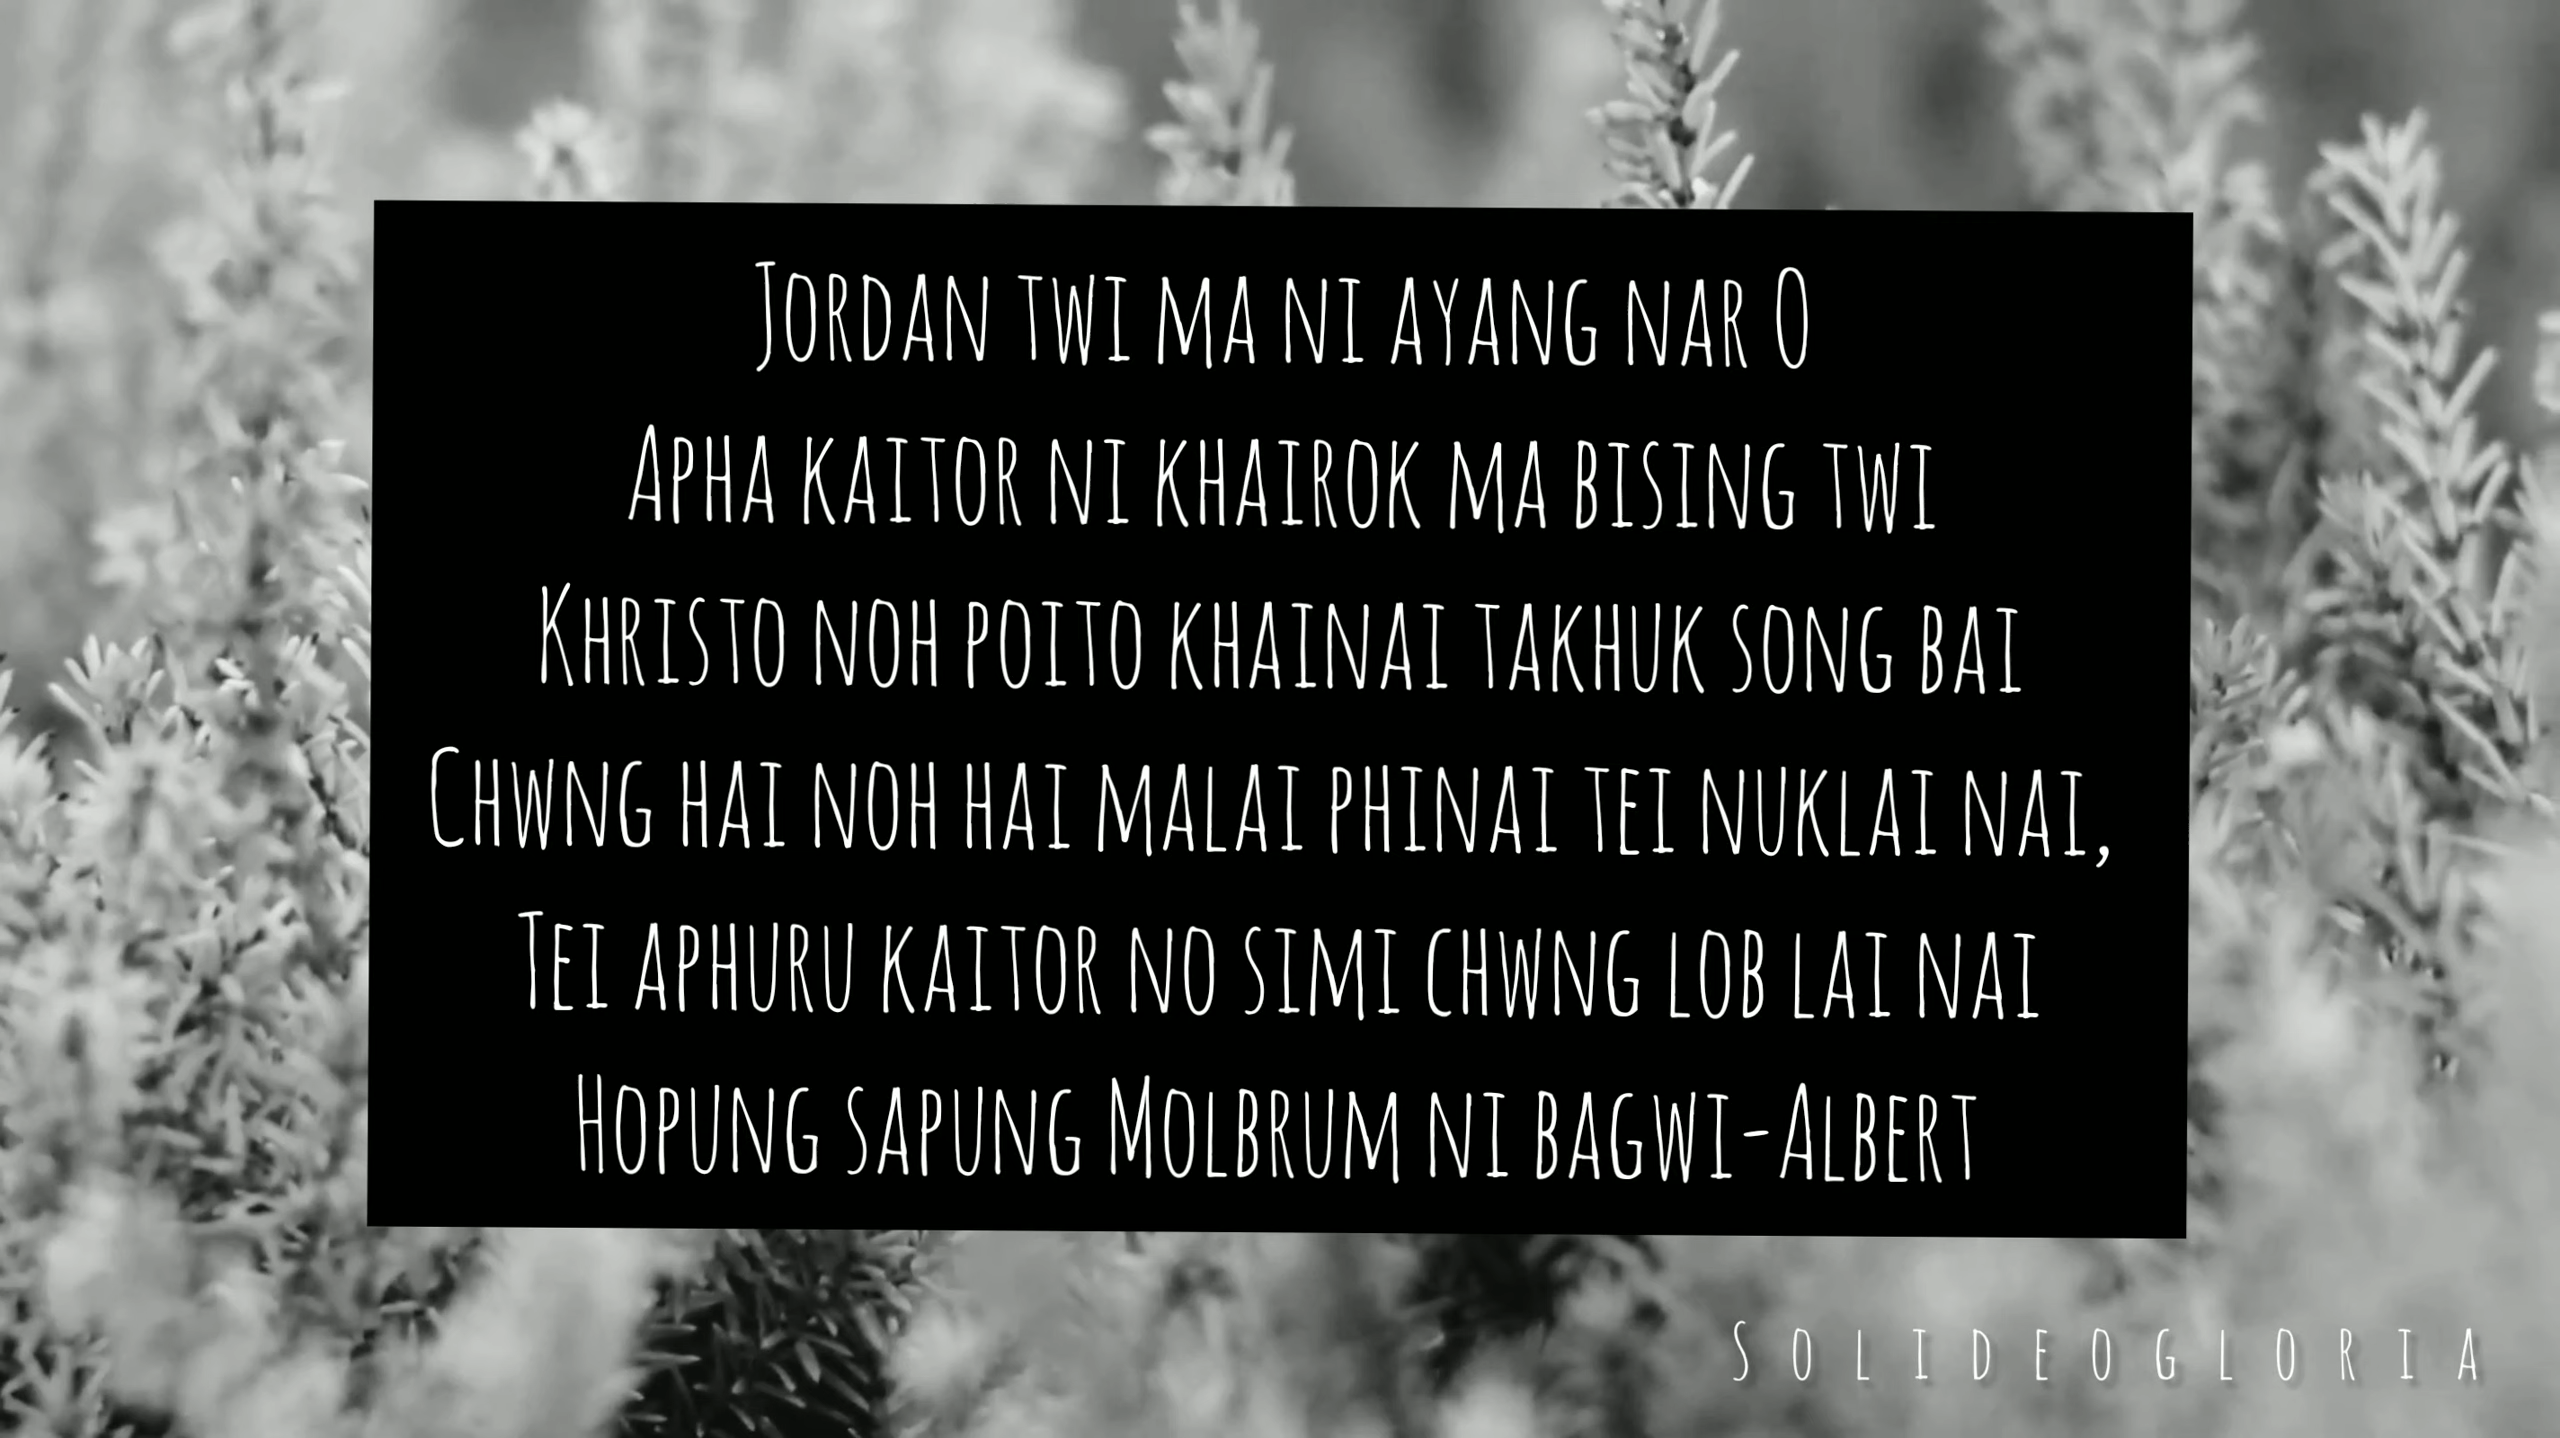 Jordan twi ma ni ayang nar O
Apha kaitor ni khairok ma bising twi
Khristo noh poito khainai takhuk song bai
Chwng hai noh hai malai phinai tei nuklai nai,
Tei aphuru kaitor no simi chwng lob lai nai
Hopung sapung Molbrum ni bagwi-Albert
Solideogloria